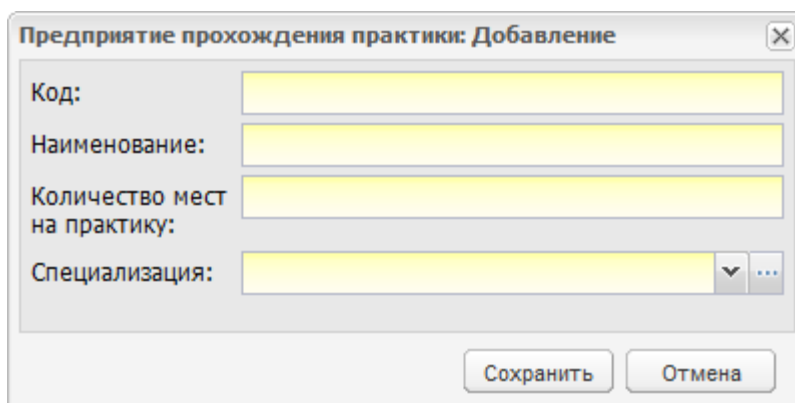 Предприятие прохождения практики: Добавление
Код:
Наименование:
Количество мест
на практику:
Специализация:
Сохранить
Отмена